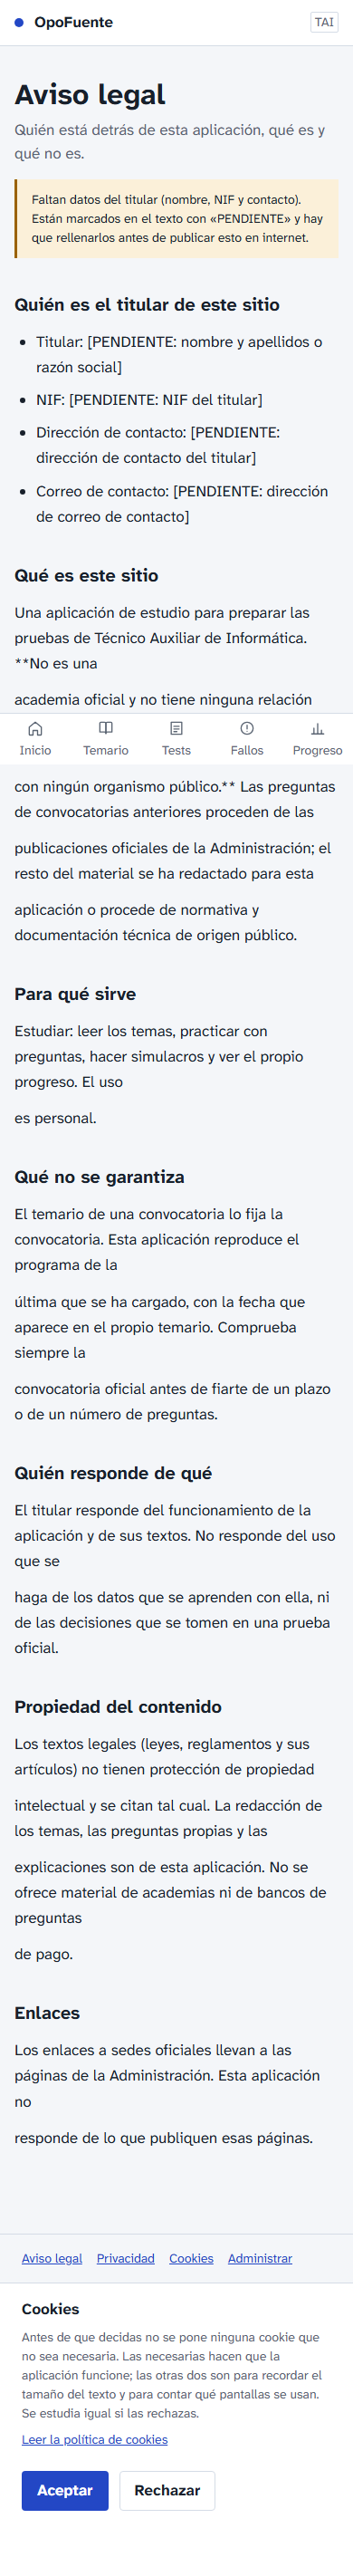 OpoFuente
TAI
Aviso legal
Quién está detrás de esta aplicación, qué es y
qué no es.
Faltan datos del titular (nombre, NIF y contacto).
Están marcados en el texto con «PENDIENTE» y hay
que rellenarlos antes de publicar esto en internet.
Quién es el titular de este sitio
• Titular: [PENDIENTE: nombre y apellidos o
razón social]
• NIF: [PENDIENTE: NIF del titular]
• Dirección de contacto: [PENDIENTE:
dirección de contacto del titular]
• Correo de contacto: [PENDIENTE: dirección
de correo de contacto]
Qué es este sitio
Una aplicación de estudio para preparar las
pruebas de Técnico Auxiliar de Informática.
**No es una
academia oficial y no tiene ninguna relación
Inicio
Temario
Tests
Fallos
Progreso
con ningún organismo público.** Las preguntas
de convocatorias anteriores proceden de las
publicaciones oficiales de la Administración; el
resto del material se ha redactado para esta
aplicación o procede de normativa y
documentación técnica de origen público.
Para qué sirve
Estudiar: leer los temas, practicar con
preguntas, hacer simulacros y ver el propio
progreso. El uso
es personal.
Qué no se garantiza
El temario de una convocatoria lo fija la
convocatoria. Esta aplicación reproduce el
programa de la
última que se ha cargado, con la fecha que
aparece en el propio temario. Comprueba
siempre la
convocatoria oficial antes de fiarte de un plazo
o de un número de preguntas.
Quién responde de qué
El titular responde del funcionamiento de la
aplicación y de sus textos. No responde del uso
que se
haga de los datos que se aprenden con ella, ni
de las decisiones que se tomen en una prueba
oficial.
Propiedad del contenido
Los textos legales (leyes, reglamentos y sus
artículos) no tienen protección de propiedad
intelectual y se citan tal cual. La redacción de
los temas, las preguntas propias y las
explicaciones son de esta aplicación. No se
ofrece material de academias ni de bancos de
preguntas
de pago.
Enlaces
Los enlaces a sedes oficiales llevan a las
páginas de la Administración. Esta aplicación
no
responde de lo que publiquen esas páginas.
Aviso legal
Privacidad
Cookies
Administrar
Cookies
Antes de que decidas no se pone ninguna cookie que
no sea necesaria. Las necesarias hacen que la
aplicación funcione; las otras dos son para recordar el
tamaño del texto y para contar qué pantallas se usan.
Se estudia igual si las rechazas.
Leer la política de cookies
Aceptar
Rechazar